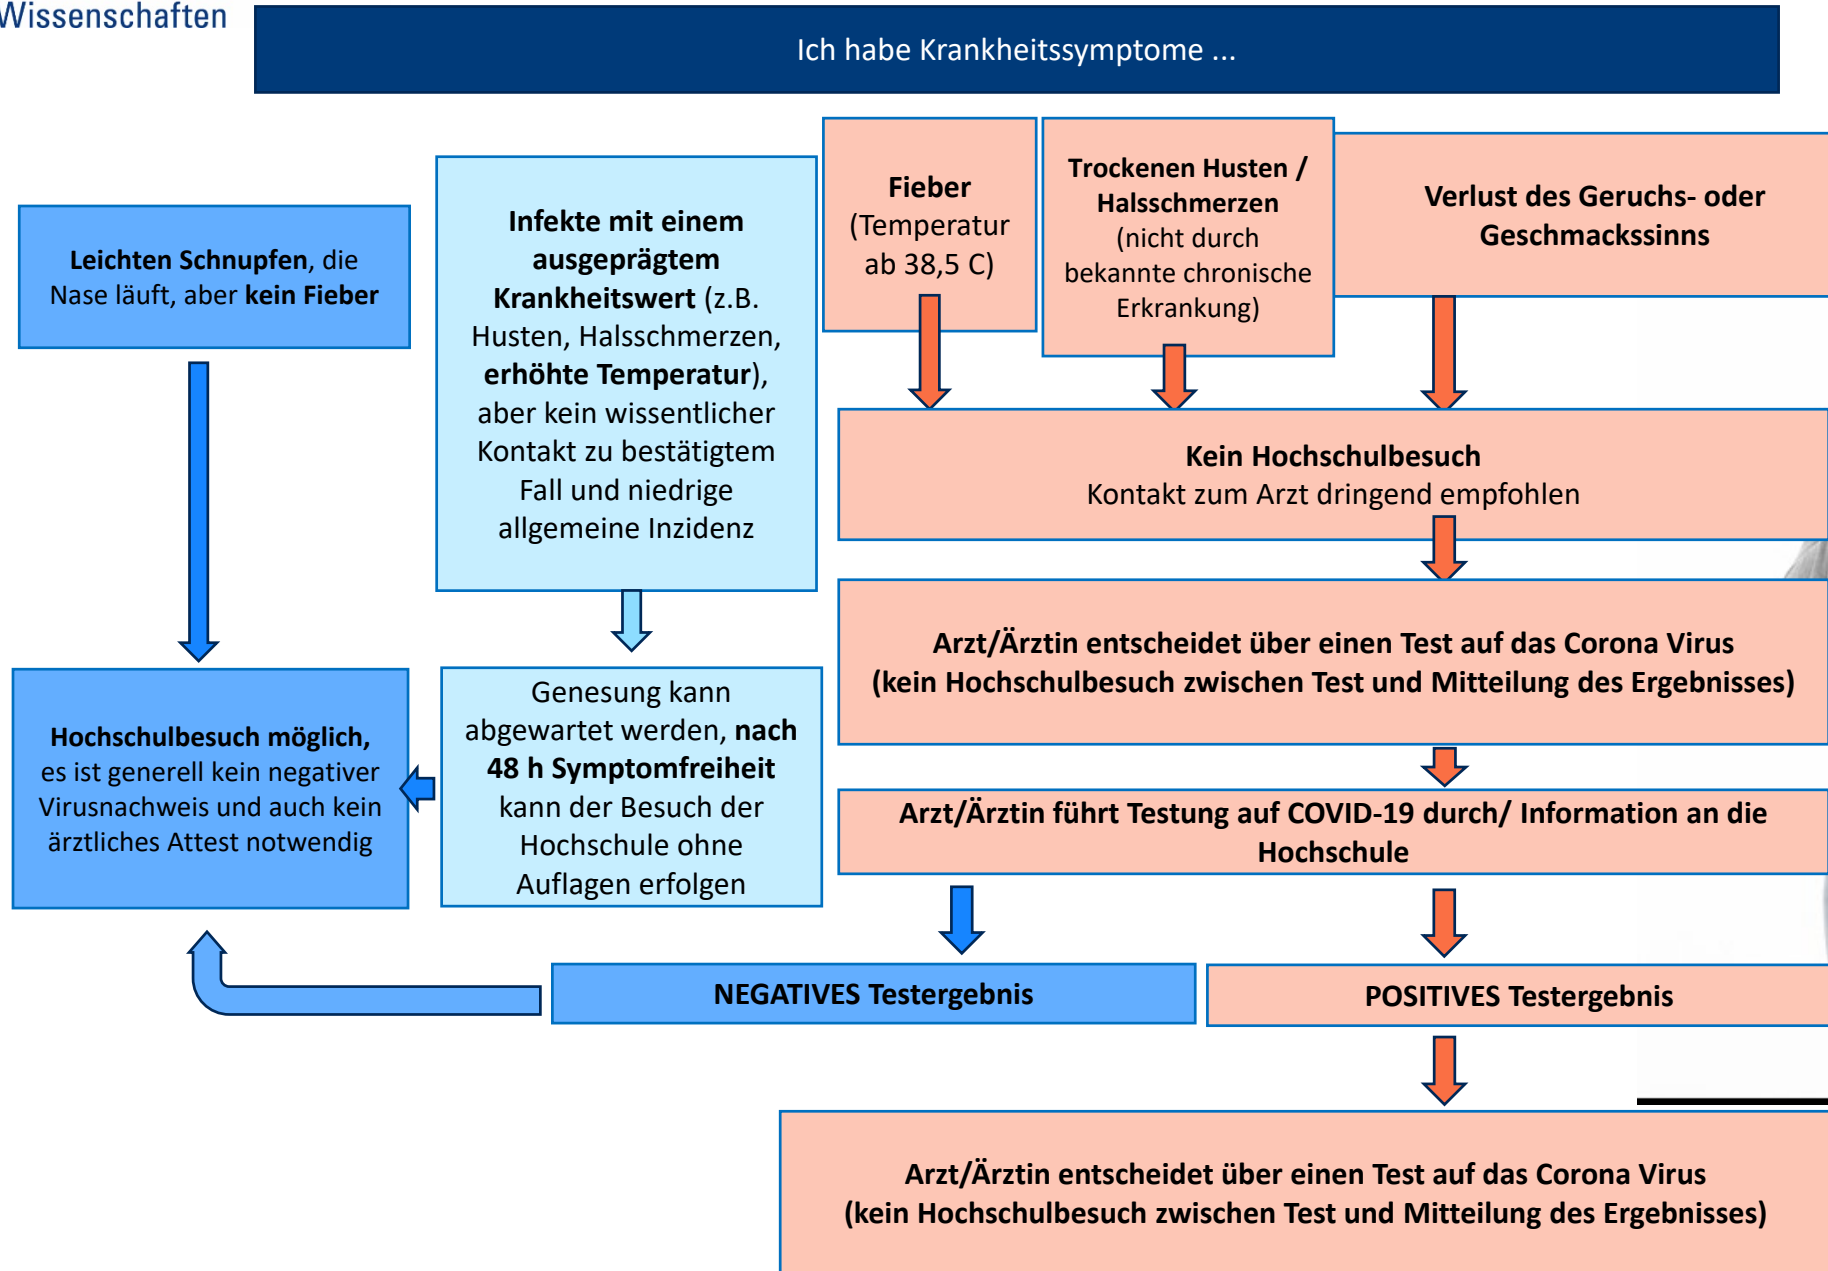 Wissenschaften
Ich habe Krankheitssymptome ...
Leichten Schnupfen, die
Nase läuft, aber kein Fieber
Infekte mit einem
ausgeprägtem
Krankheitswert (z.B.
Husten, Halsschmerzen,
erhöhte Temperatur),
aber kein wissentlicher
Kontakt zu bestätigtem
Fall und niedrige
allgemeine Inzidenz
Fieber
(Temperatur
ab 38,5 C)
Trockenen Husten /
Halsschmerzen
(nicht durch
bekannte chronische
Erkrankung)
Verlust des Geruchs- oder
Geschmackssinns
Kein Hochschulbesuch
Kontakt zum Arzt dringend empfohlen
Arzt/Ärztin entscheidet über einen Test auf das Corona Virus
(kein Hochschulbesuch zwischen Test und Mitteilung des Ergebnisses)
Hochschulbesuch möglich,
es ist generell kein negativer
Virusnachweis und auch kein
ärztliches Attest notwendig
Genesung kann
abgewartet werden, nach
48 h Symptomfreiheit
kann der Besuch der
Hochschule ohne
Auflagen erfolgen
Arzt/Ärztin führt Testung auf COVID-19 durch/ Information an die
Hochschule
NEGATIVES Testergebnis
POSITIVES Testergebnis
Arzt/Ärztin entscheidet über einen Test auf das Corona Virus
(kein Hochschulbesuch zwischen Test und Mitteilung des Ergebnisses)